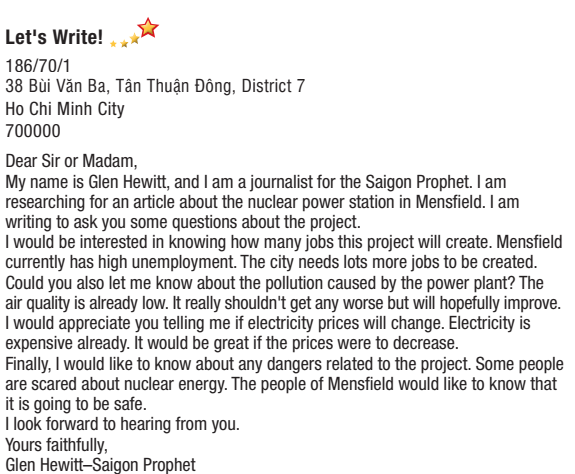 Let's Write!
186/70/1
38 Bùi Văn Ba, Tân Thuận Đông, District 7
Ho Chi Minh City
700000
Dear Sir or Madam,
My name is Glen Hewitt, and I am a journalist for the Saigon Prophet. I am
researching for an article about the nuclear power station in Mensfield. I am
writing to ask you some questions about the project.
I would be interested in knowing how many jobs this project will create. Mensfield
currently has high unemployment. The city needs lots more jobs to be created.
Could you also let me know about the pollution caused by the power plant? The
air quality is already low. It really shouldn't get any worse but will hopefully improve.
I would appreciate you telling me if electricity prices will change. Electricity is
expensive already. It would be great if the prices were to decrease.
Finally, I would like to know about any dangers related to the project. Some people
are scared about nuclear energy. The people of Mensfield would like to know that
it is going to be safe.
I look forward to hearing from you.
Yours faithfully,
Glen Hewitt–Saigon Prophet